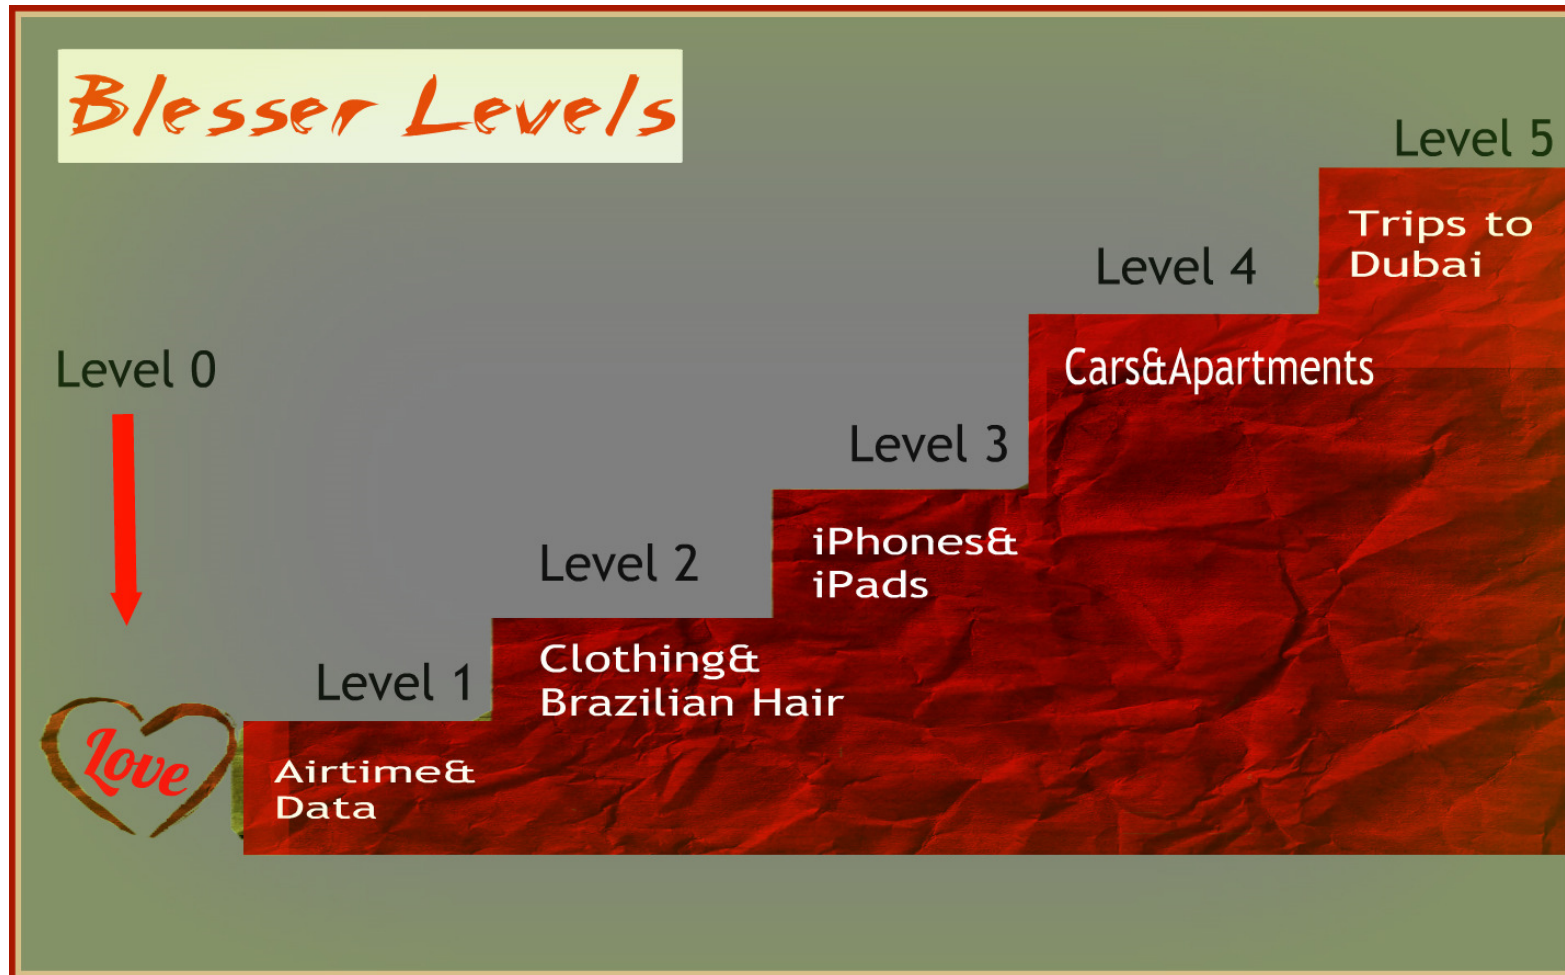 Blesser Levels
Level 5
Trips to
Dubai
Level 4
Cars&Apartments
Level 0
Level 3
iPhones&
iPads
Level 2
Clothing&
Brazilian Hair
Level 1
Love
Airtime&
Data